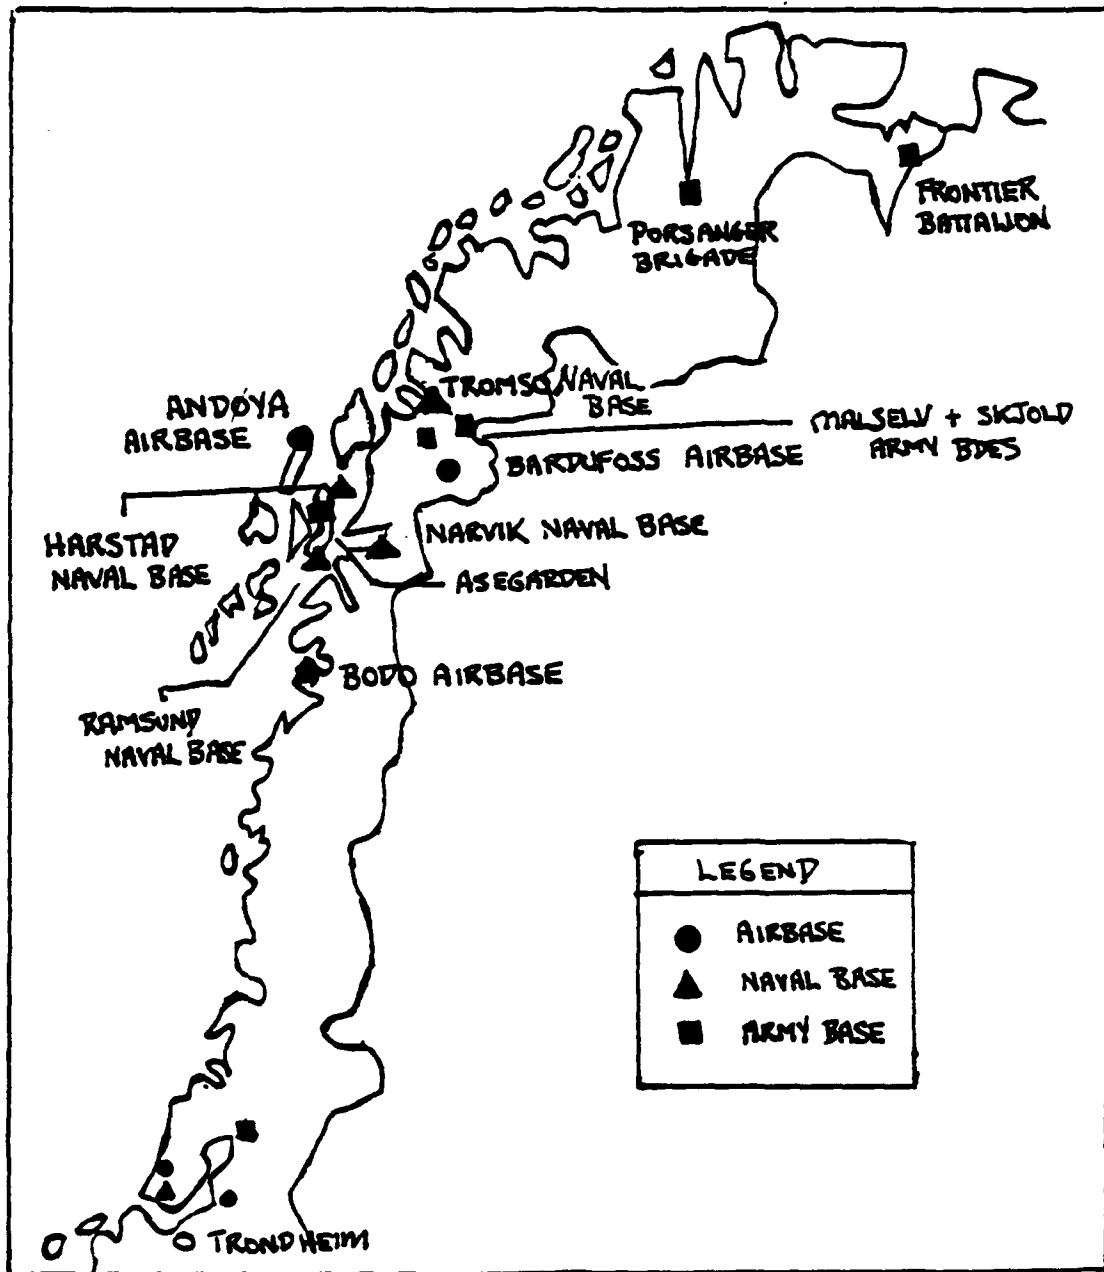 FRONTIER
BATTALION
PORSANGER
BRIGADE
TROMSO NAVAL
BASE
ANDØYA
AIRBASE
MALSELV + SKJOLD
ARMY BDES
BARDUFOSS AIRBASE
NARVIK NAVAL BASE
HARSTAD
NAVAL BASE
ASEGARDEN
BODO AIRBASE
RAMSUND
NAVAL BASE
LEGEND
AIRBASE
NAVAL BASE
ARMY BASE
TRONDHEIM